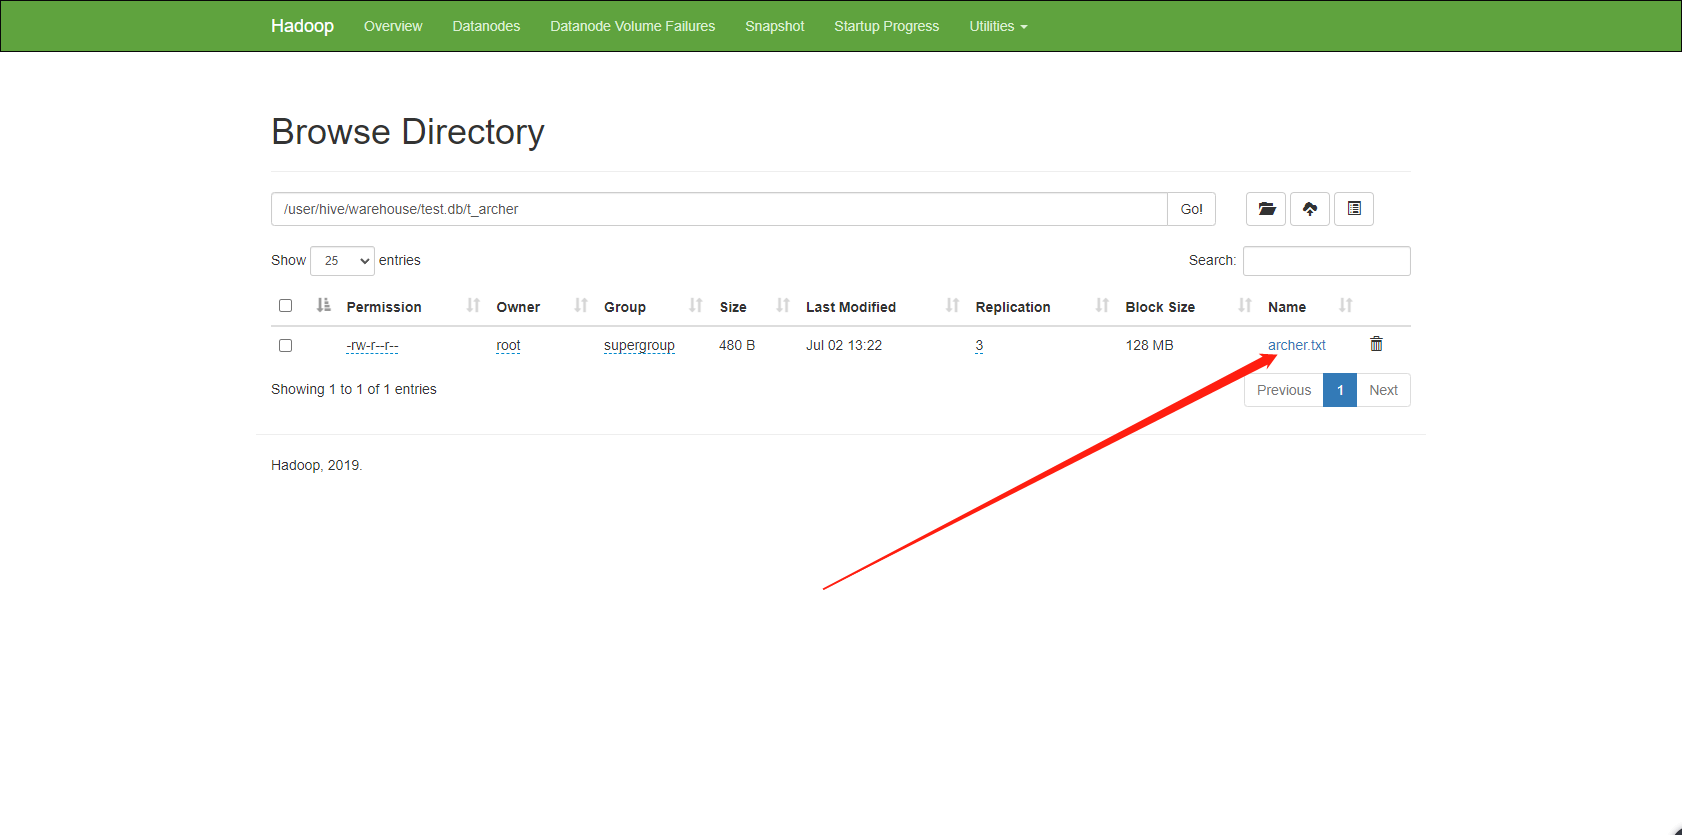 Hadoop Overview Datanodes Datanode Volume Failures Snapshot Startup Progress Utilities
Browse Directory
/user/hive/warehouse/test.db/t_archer Go!
Show 25 entries Search:
Permission Owner Group Size Last Modified Replication Block Size Name
-rw-r--r-- root supergroup 480 B Jul 02 13:22 3 128 MB archer.txt
Showing 1 to 1 of 1 entries Previous 1 Next
Hadoop, 2019.